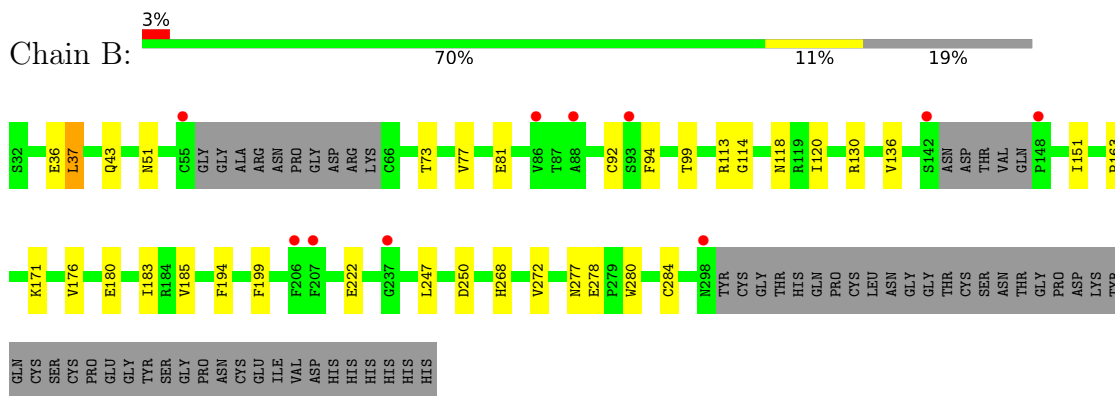 3%
Chain B:
70% 11% 19%
S32 E36 L37 Q43 N51 C55 GLY GLY ALA ARG ASN PRO GLY ASP ARG LYS C66 T73 V77 E81 V86 T87 A88 C92 S93 F94 T99 R113 G114 N118 R119 I120 R130 V136 S142 ASN ASP THR VAL GLN P148 I151
K171 V176 E180 I183 R184 V185 F194 F199 F206 F207 E222 G237 L247 D250 H268 V272 N277 E278 P279 W280 C284 N298 TYR CYS GLY THR HIS GLN PRO CYS LEU ASN GLY GLY THR CYS SER ASN THR GLY PRO ASP LYS TYR
GLN CYS SER CYS PRO GLU GLY TYR SER GLY PRO ASN CYS GLU ILE VAL ASP HIS HIS HIS HIS HIS HIS